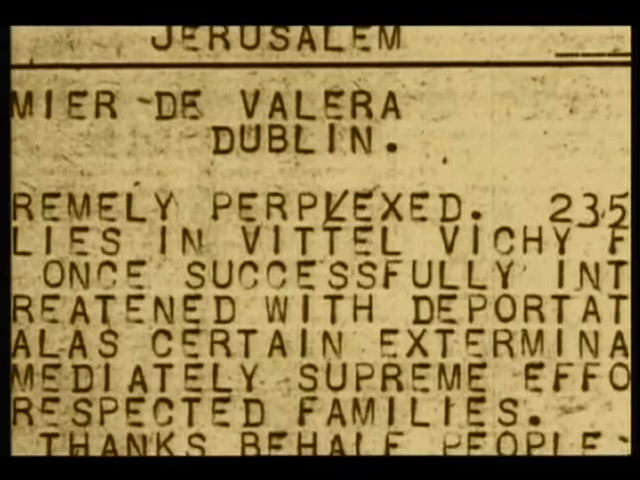 JERUSALEM
MIER DE VALERA
DUBLIN.
REMELY PERPLEXED. 235
LIES IN VITTEL VICHY F
ONCE SUCCESSFULLY INT
REATENED WITH DEPORTAT
ALAS CERTAIN EXTERMINA
MEDIATELY SUPREME EFFO
RESPECTED FAMILIES.
THANKS BEHALF PEOPLE